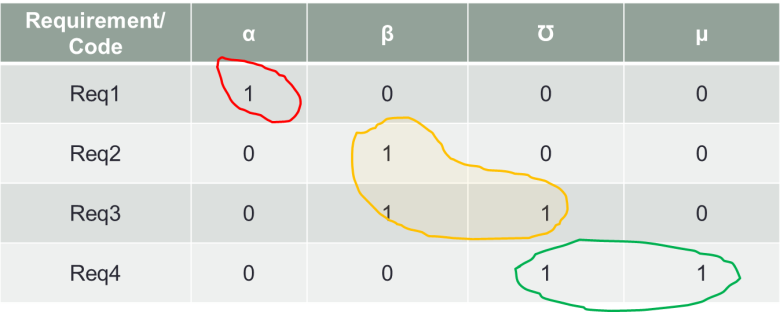 Requirement/
Code α β ℧ μ
Req1 1 0 0 0
Req2 0 1 0 0
Req3 0 1 1 0
Req4 0 0 1 1